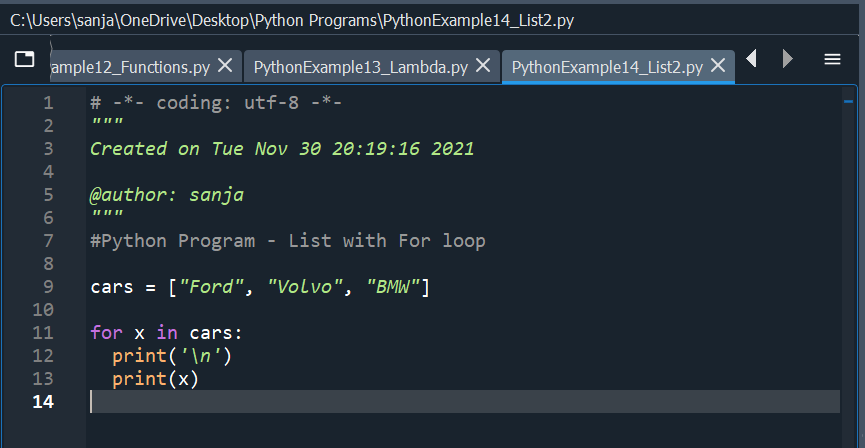 C:\Users\sanja\OneDrive\Desktop\Python Programs\PythonExample14_List2.py
ample12_Functions.py PythonExample13_Lambda.py PythonExample14_List2.py
1 # -*- coding: utf-8 -*-
2 """
3 Created on Tue Nov 30 20:19:16 2021
4
5 @author: sanja
6 """
7 #Python Program - List with For loop
8
9 cars = ["Ford", "Volvo", "BMW"]
10
11 for x in cars:
12   print('\n')
13   print(x)
14